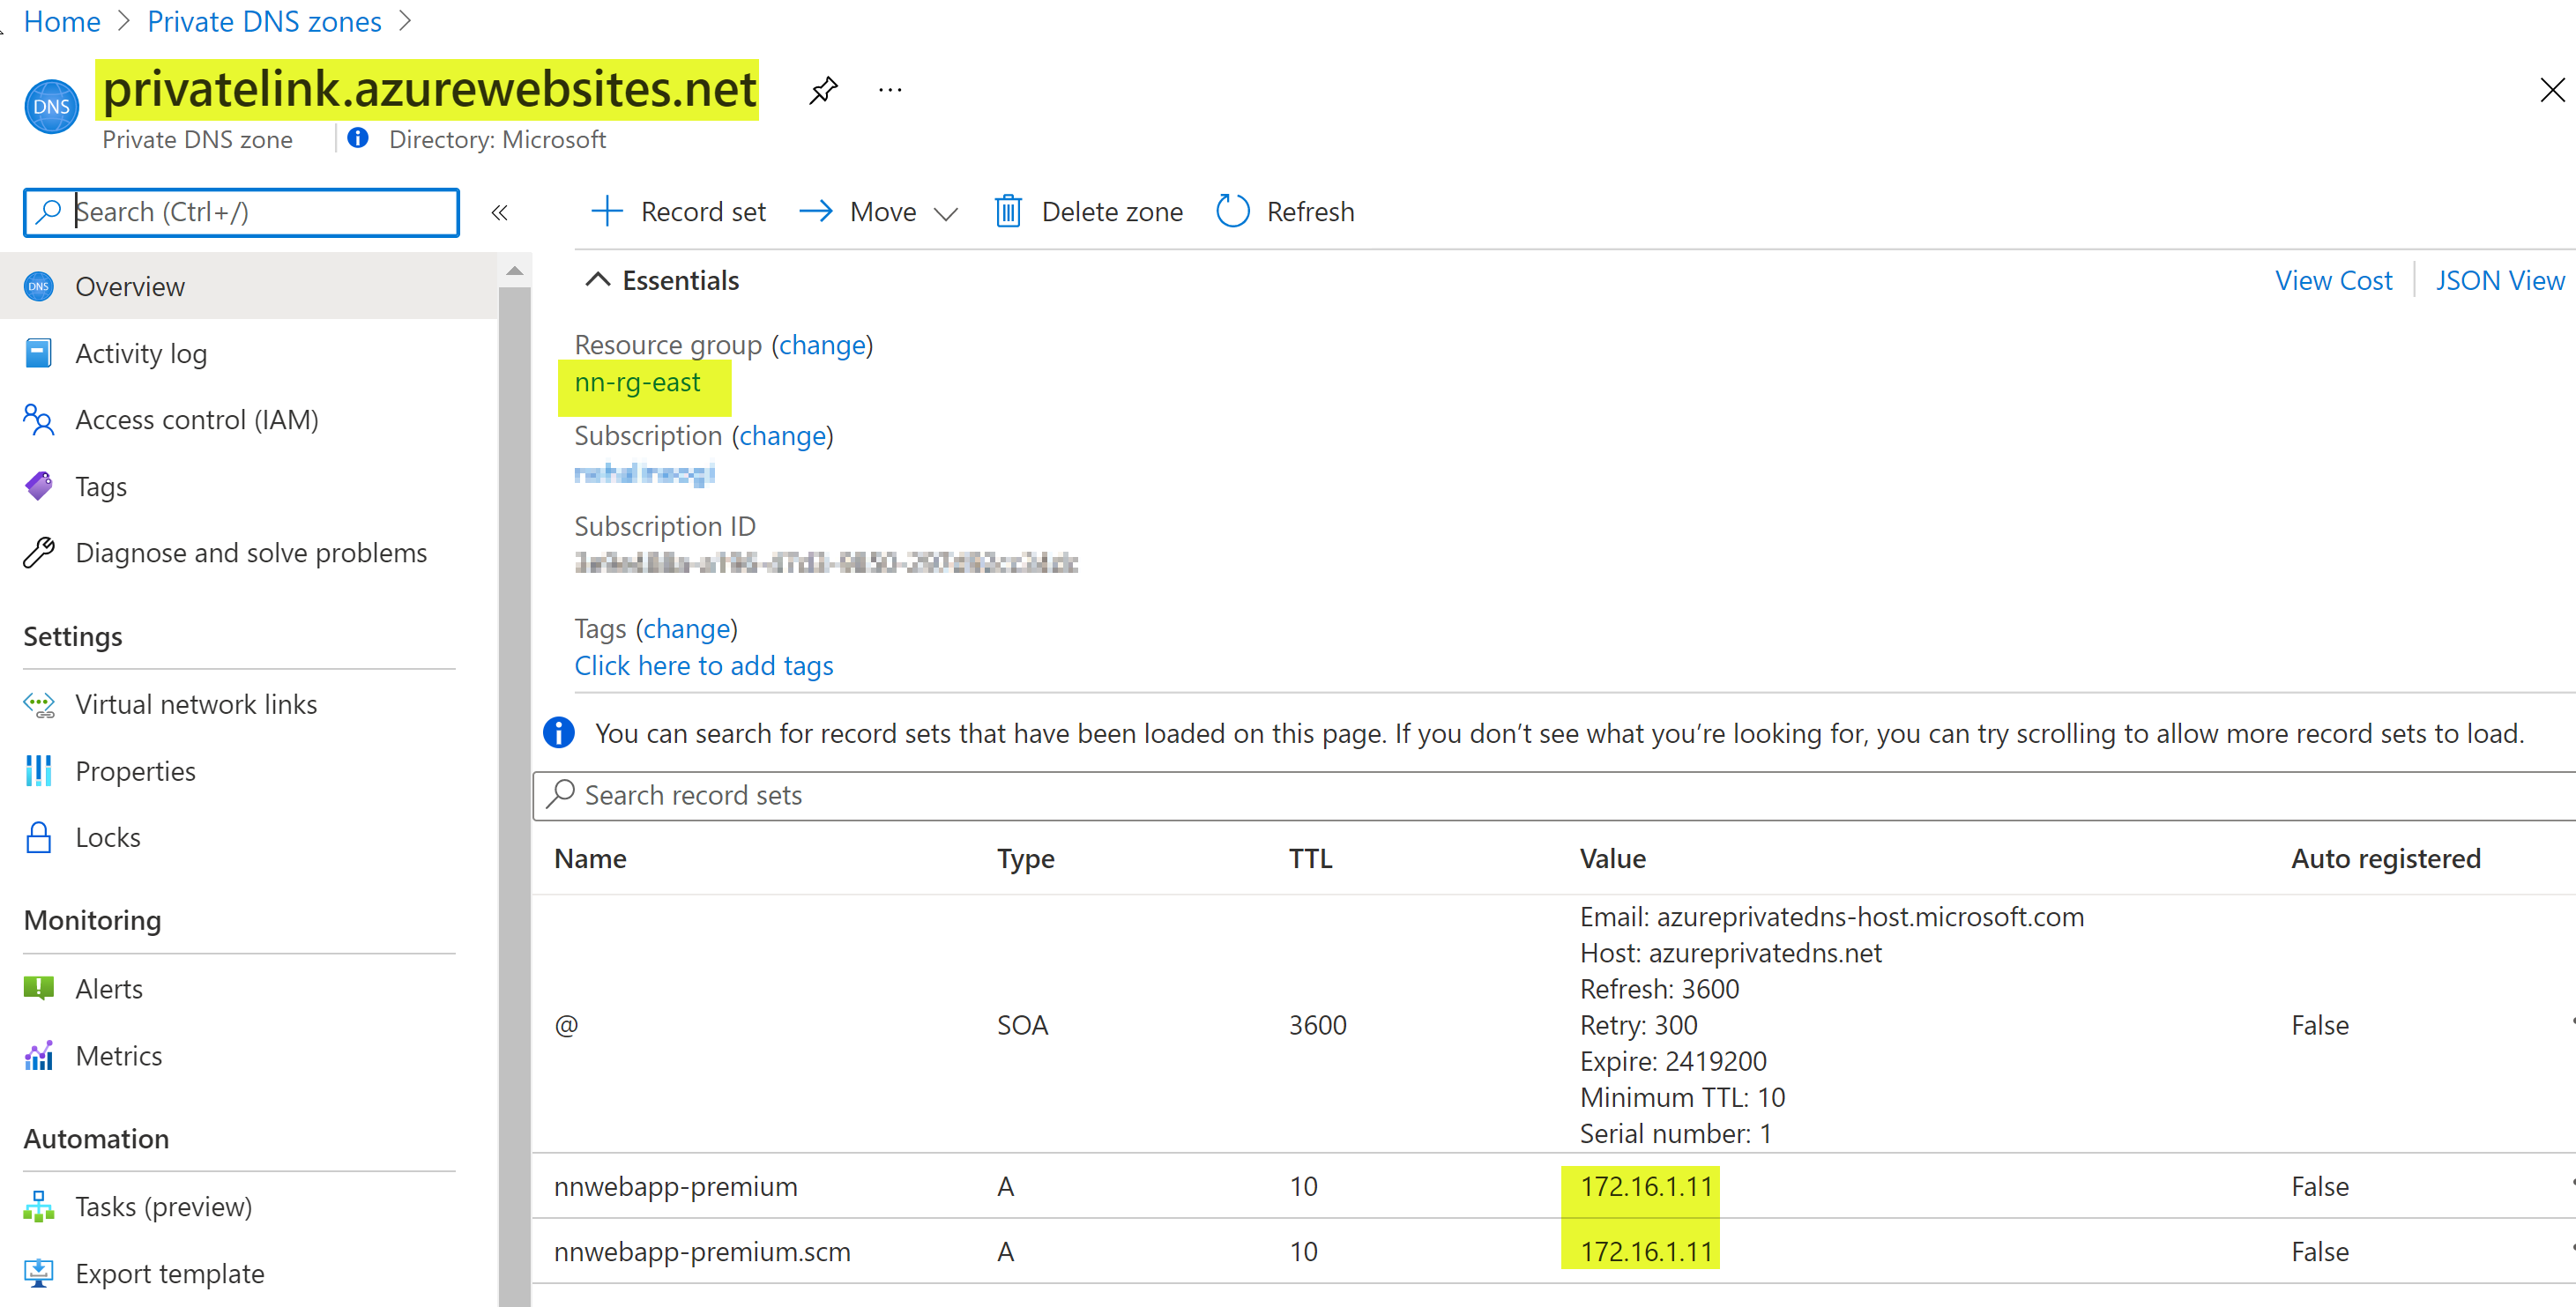 Home > Private DNS zones >
DNS
privatelink.azurewebsites.net ...
Private DNS zone
Directory: Microsoft
Search (Ctrl+/)
«
Record set
Move
Delete zone
Refresh
Overview
Activity log
Access control (IAM)
Tags
Diagnose and solve problems
Settings
Virtual network links
Properties
Locks
Monitoring
Alerts
Metrics
Automation
Tasks (preview)
Export template
Essentials
View Cost
JSON View
Resource group (change)
nn-rg-east
Subscription (change)
Subscription ID
Tags (change)
Click here to add tags
You can search for record sets that have been loaded on this page. If you don't see what you're looking for, you can try scrolling to allow more record sets to load.
Search record sets
Name Type TTL Value Auto registered
Email: azureprivatedns-host.microsoft.com
Host: azureprivatedns.net
Refresh: 3600
@ SOA 3600 Retry: 300 False
Expire: 2419200
Minimum TTL: 10
Serial number: 1
nnwebapp-premium A 10 172.16.1.11 False
nnwebapp-premium.scm A 10 172.16.1.11 False